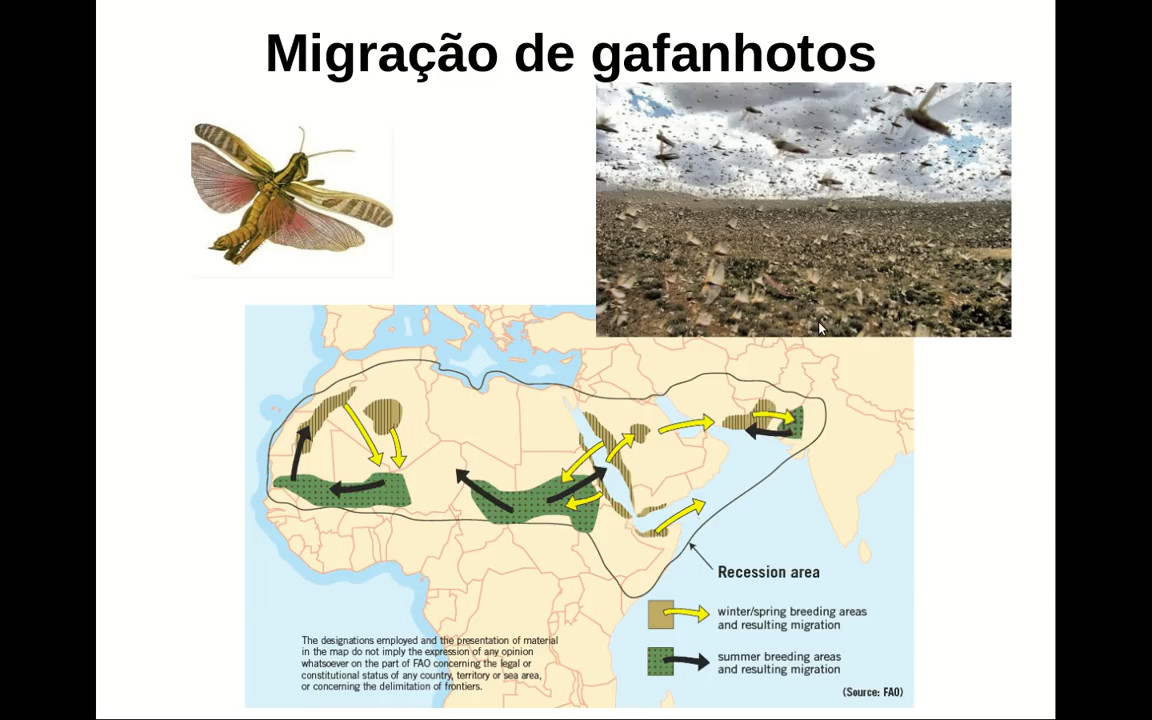 Migração de gafanhotos
Recession area
winter/spring breeding areas
and resulting migration
The designations employed and the presentation of material
in the map do not imply the expression of any opinion
whatsoever on the part of FAO concerning the legal or
constitutional status of any country, territory or sea area,
or concerning the delimitation of frontiers.
summer breeding areas
and resulting migration
(Source: FAO)